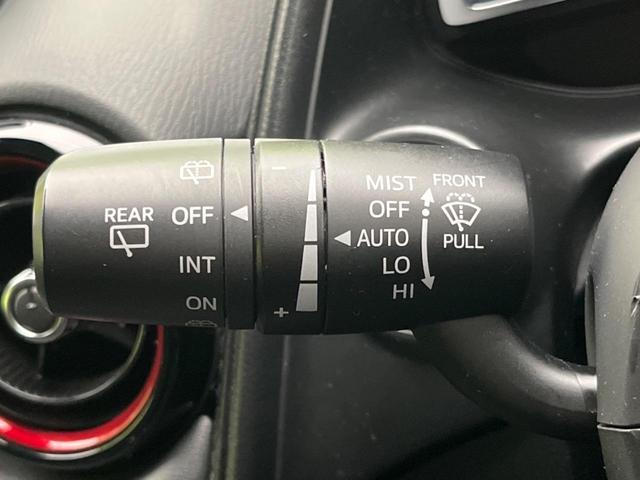 REAR
OFF
INT
ON
−
+
MIST
OFF
AUTO
LO
HI
FRONT
PULL